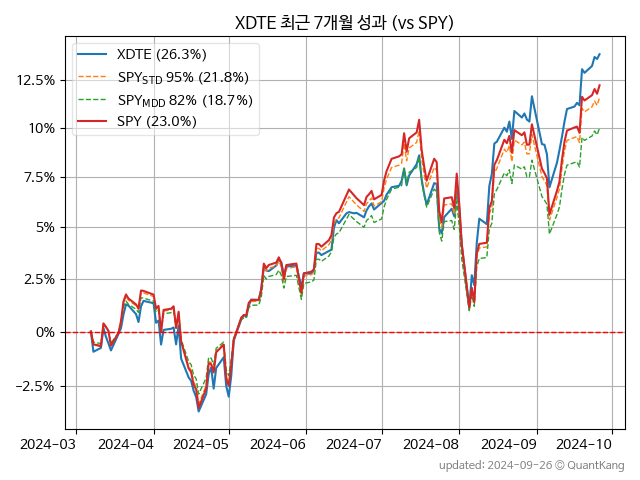 XDTE 최근 7개월 성과 (vs SPY)
XDTE (26.3%)
SPY_STD 95% (21.8%)
SPY_MDD 82% (18.7%)
SPY (23.0%)
12.5%
10%
7.5%
5%
2.5%
0%
−2.5%
2024-03 2024-04 2024-05 2024-06 2024-07 2024-08 2024-09 2024-10
updated: 2024-09-26 © QuantKang